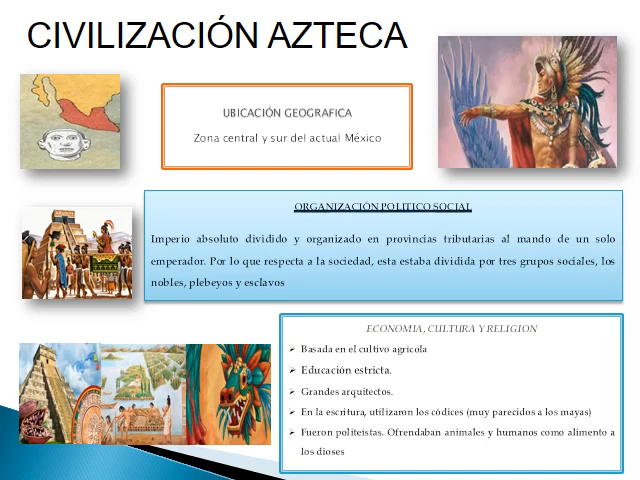 CIVILIZACIÓN AZTECA
UBICACIÓN GEOGRAFICA
Zona central y sur del actual México
ORGANIZACIÓN POLITICO SOCIAL
Imperio absoluto dividido y organizado en provincias tributarias al mando de un solo
emperador. Por lo que respecta a la sociedad, esta estaba dividida por tres grupos sociales, los
nobles, plebeyos y esclavos
ECONOMIA, CULTURA Y RELIGION
➢ Basada en el cultivo agrícola
➢ Educación estricta.
➢ Grandes arquitectos.
➢ En la escritura, utilizaron los códices (muy parecidos a los mayas)
➢ Fueron politeístas. Ofrendaban animales y humanos como alimento a
los dioses